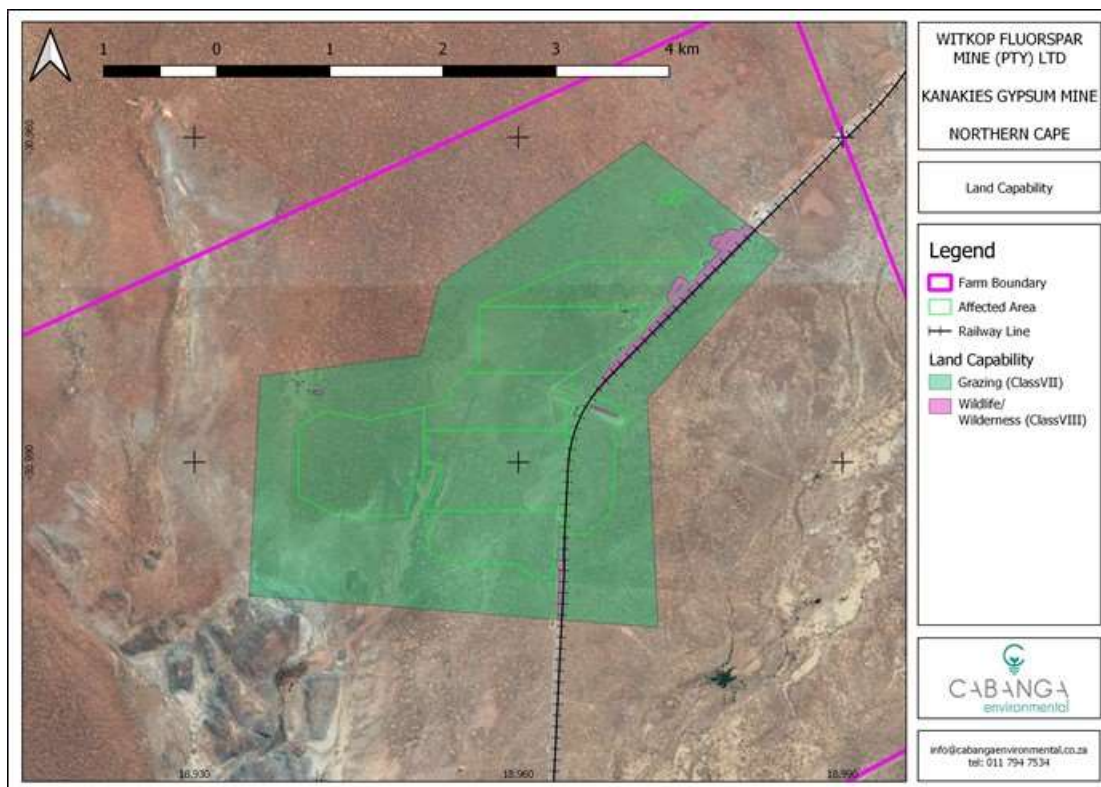 1 0 1 2 3 4 km
WITKOP FLUORSPAR
MINE (PTY) LTD
KANAKIES GYPSUM MINE
NORTHERN CAPE
Land Capability
Legend
Farm Boundary
Affected Area
Railway Line
Land Capability
Grazing (ClassVII)
Wildlife/
Wilderness (ClassVIII)
CABANGA
environmental
info@cabangaenvironmental.co.za
tel: 011 794 7534
-30.960
-30.990
18.930 18.960 18.990